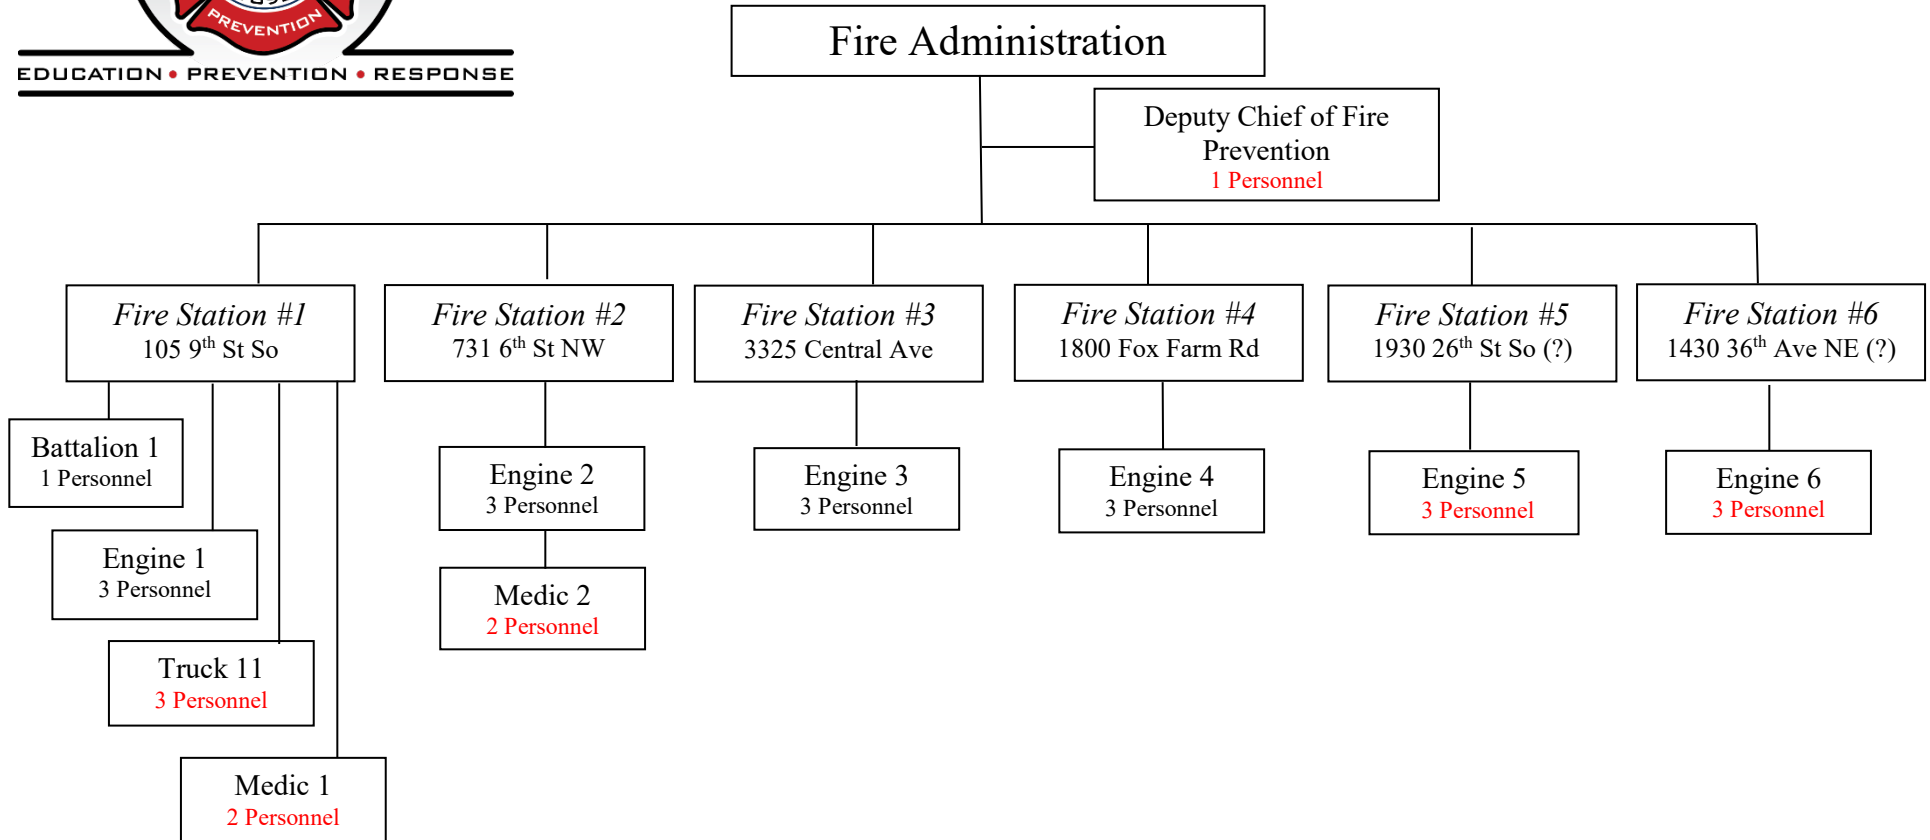 PREVENTION
EDUCATION • PREVENTION • RESPONSE
Fire Administration
Deputy Chief of Fire
Prevention
1 Personnel
Fire Station #1
105 9th St So
Fire Station #2
731 6th St NW
Fire Station #3
3325 Central Ave
Fire Station #4
1800 Fox Farm Rd
Fire Station #5
1930 26th St So (?)
Fire Station #6
1430 36th Ave NE (?)
Battalion 1
1 Personnel
Engine 1
3 Personnel
Truck 11
3 Personnel
Medic 1
2 Personnel
Engine 2
3 Personnel
Medic 2
2 Personnel
Engine 3
3 Personnel
Engine 4
3 Personnel
Engine 5
3 Personnel
Engine 6
3 Personnel